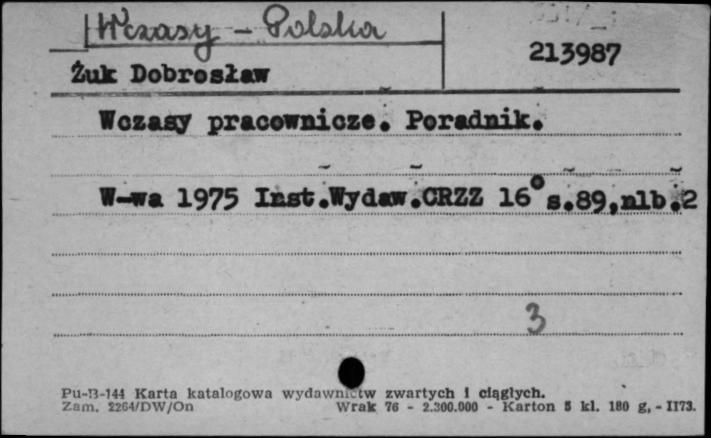 Wczasy – Polska
213987
Żuk Dobrosław
Wczasy pracownicze. Poradnik.
W-wa 1975 Inst.Wydaw.CRZZ 16° s.89,nlb.2
3
Pu-B-144 Karta katalogowa wydawnictw zwartych i ciągłych.
Zam. 2264/DW/On Wrak 76 - 2.300.000 - Karton 5 kl. 180 g, - II73.